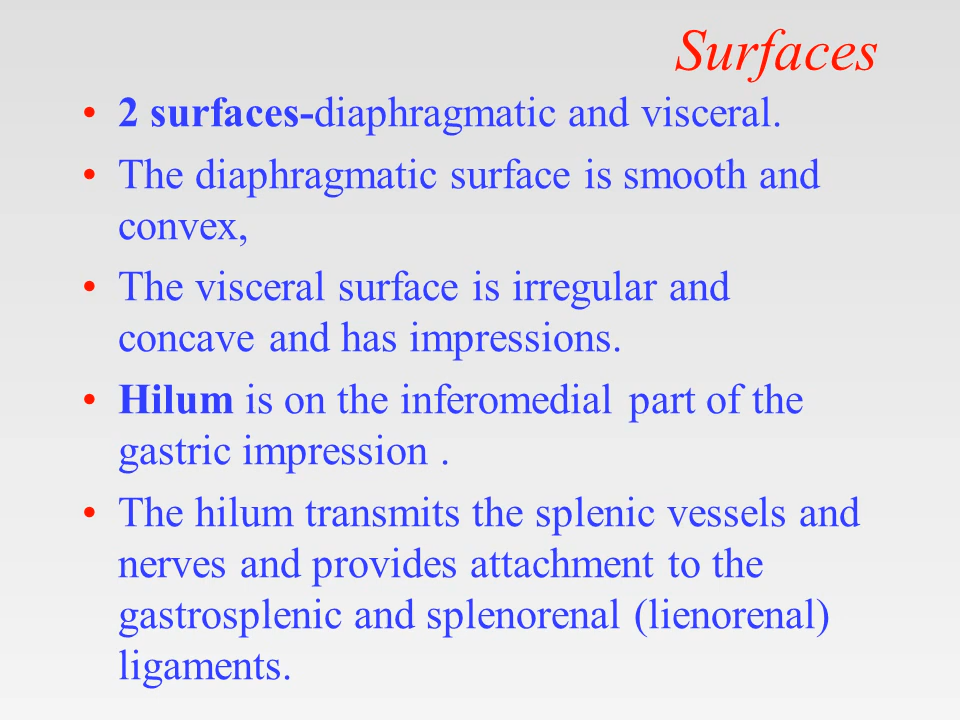 Surfaces
• 2 surfaces-diaphragmatic and visceral.
• The diaphragmatic surface is smooth and
convex,
• The visceral surface is irregular and
concave and has impressions.
• Hilum is on the inferomedial part of the
gastric impression .
• The hilum transmits the splenic vessels and
nerves and provides attachment to the
gastrosplenic and splenorenal (lienorenal)
ligaments.